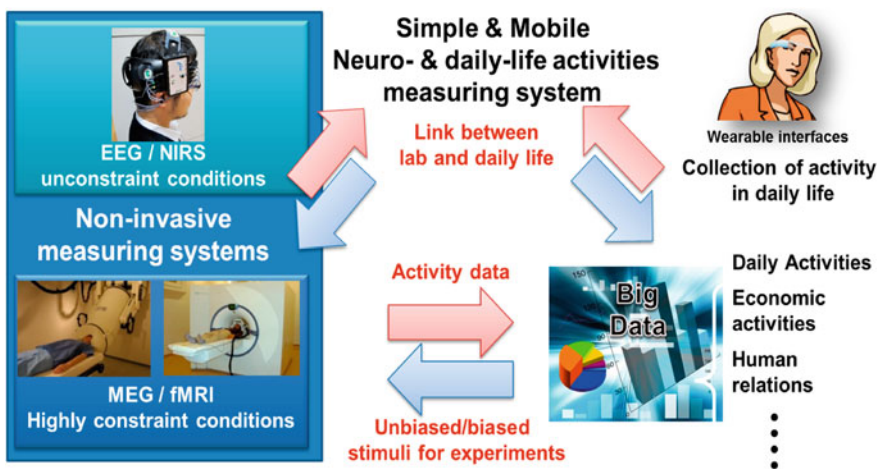 Simple & Mobile
Neuro- & daily-life activities
measuring system
Link between
lab and daily life
EEG / NIRS
unconstraint conditions
Non-invasive
measuring systems
MEG / fMRI
Highly constraint conditions
Wearable interfaces
Collection of activity
in daily life
Activity data
Unbiased/biased
stimuli for experiments
Big
Data
Daily Activities
Economic
activities
Human
relations